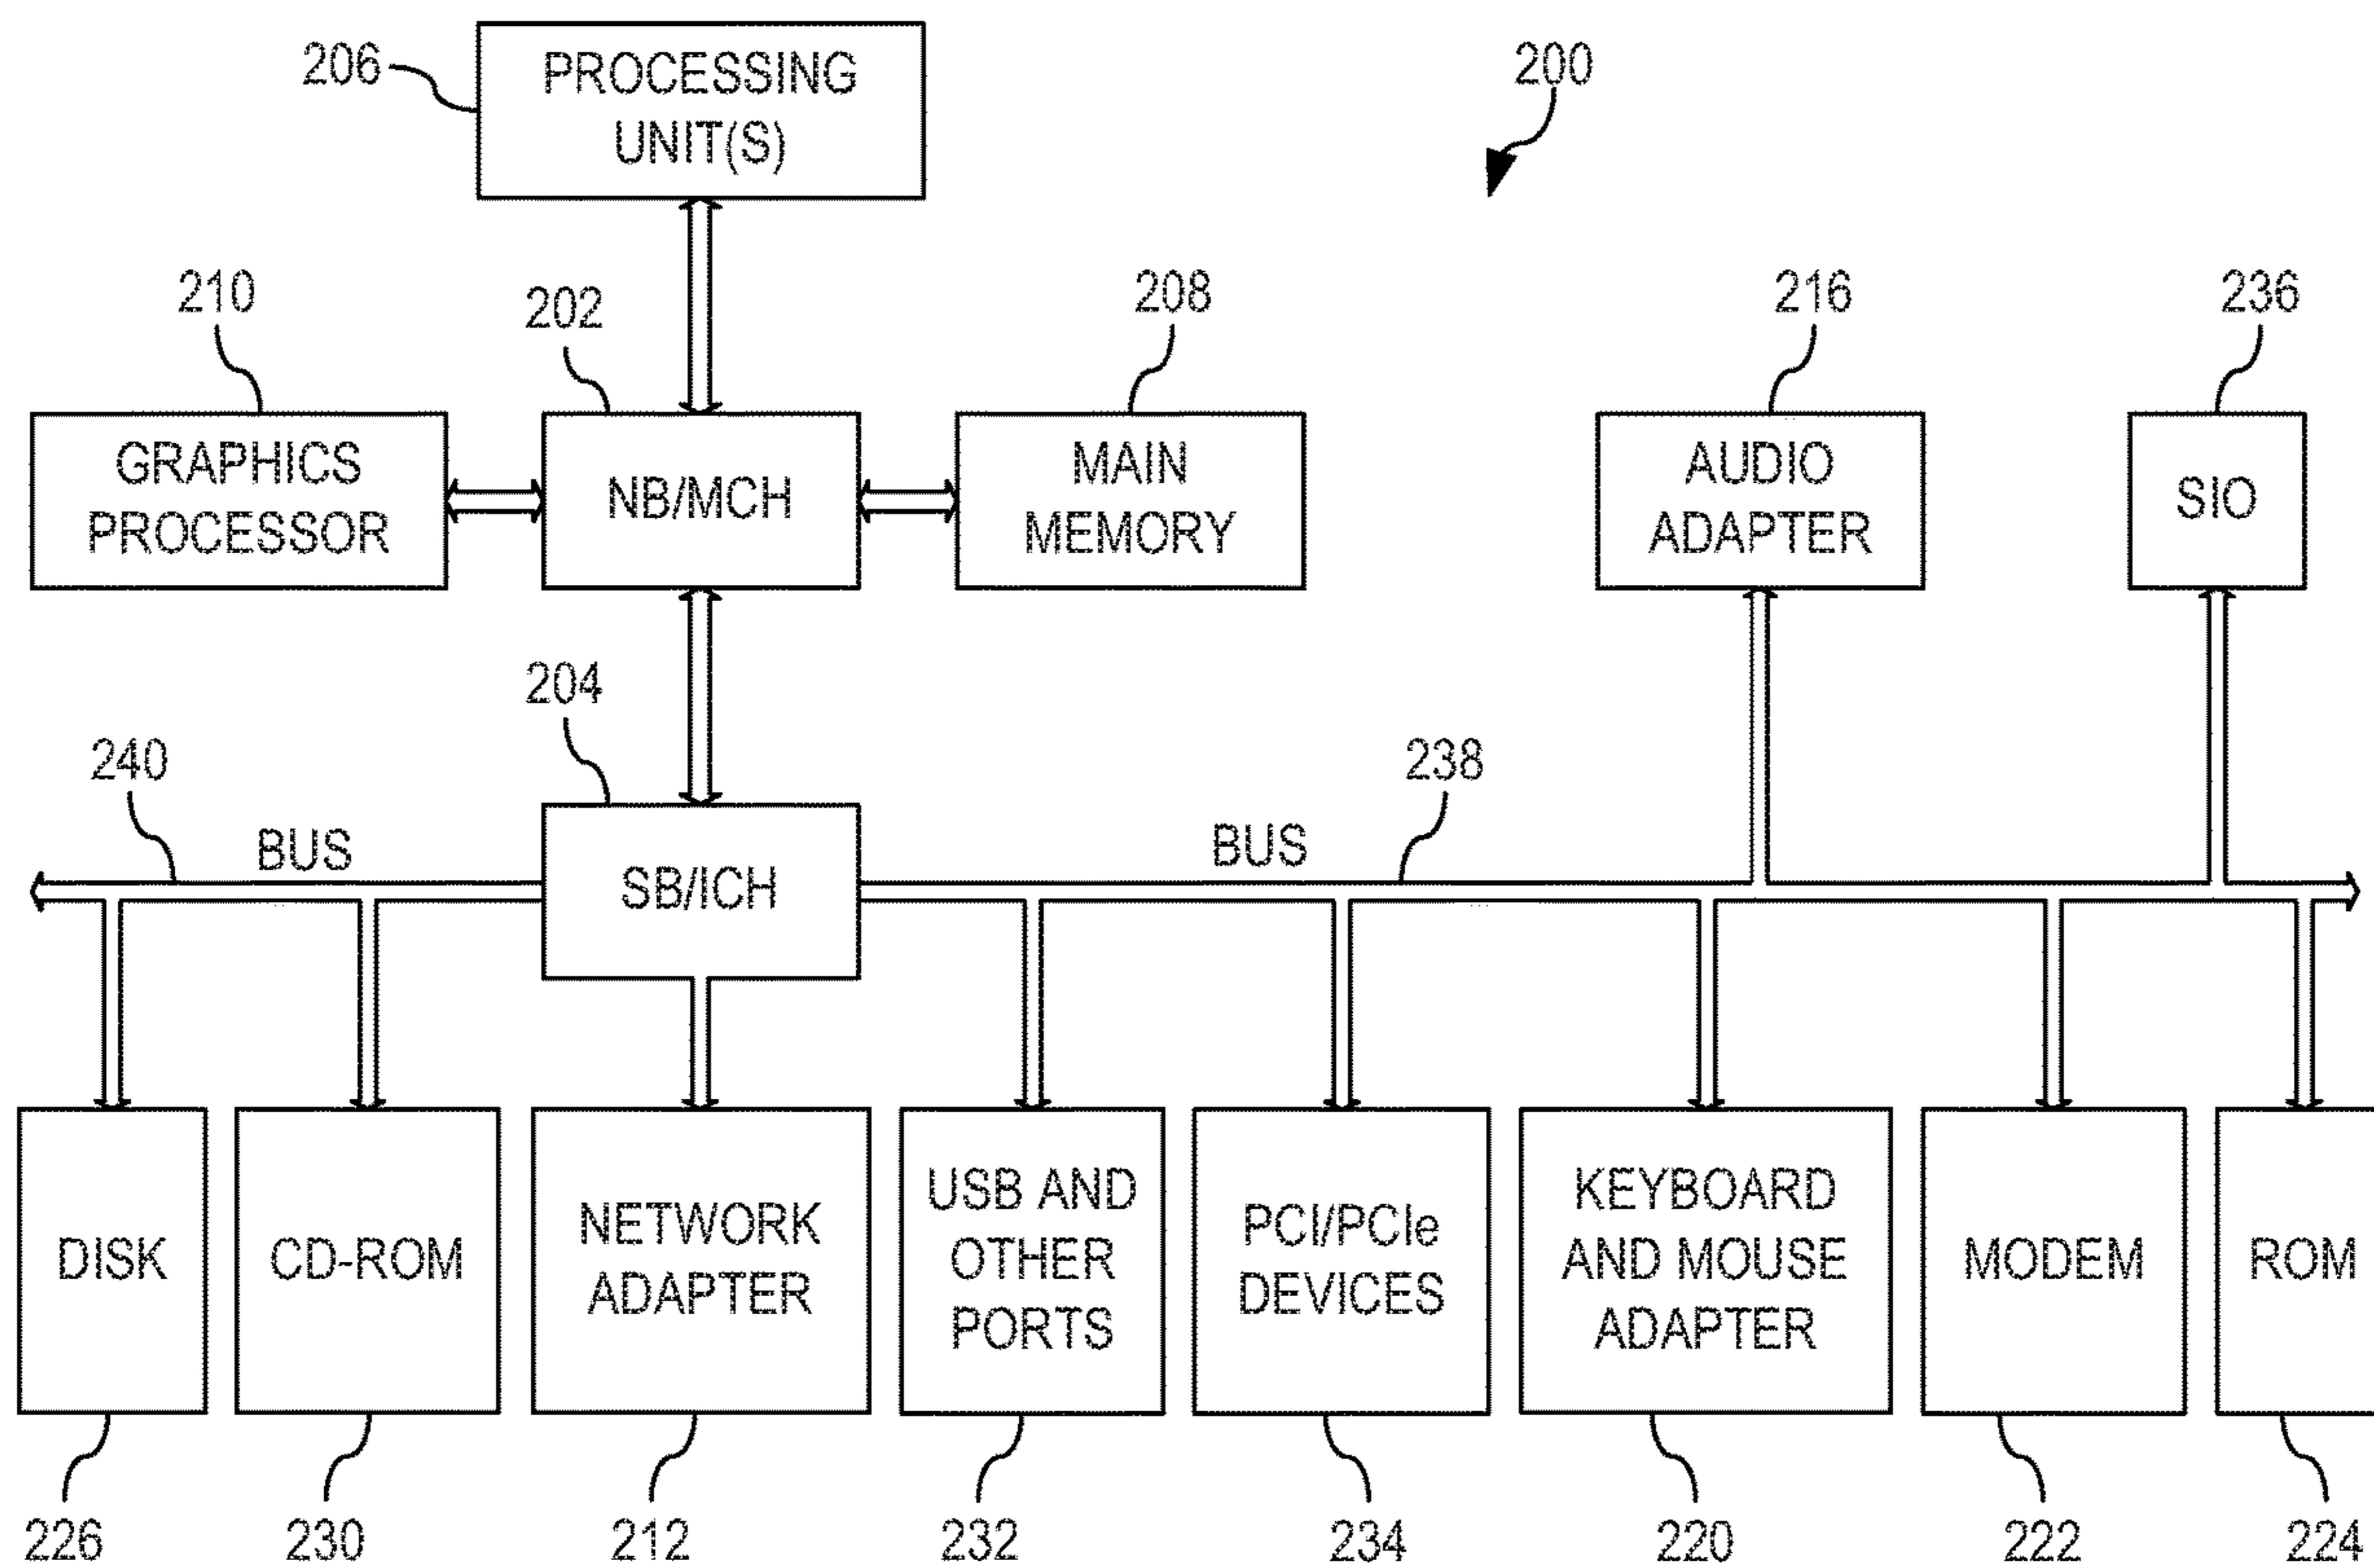 206
PROCESSING
UNIT(S)
200
210
202
208
216
236
GRAPHICS
PROCESSOR
NB/MCH
MAIN
MEMORY
AUDIO
ADAPTER
SIO
204
240
238
BUS
SB/ICH
BUS
DISK
CD-ROM
NETWORK
ADAPTER
USB AND
OTHER
PORTS
PCI/PCIe
DEVICES
KEYBOARD
AND MOUSE
ADAPTER
MODEM
ROM
226
230
212
232
234
220
222
224